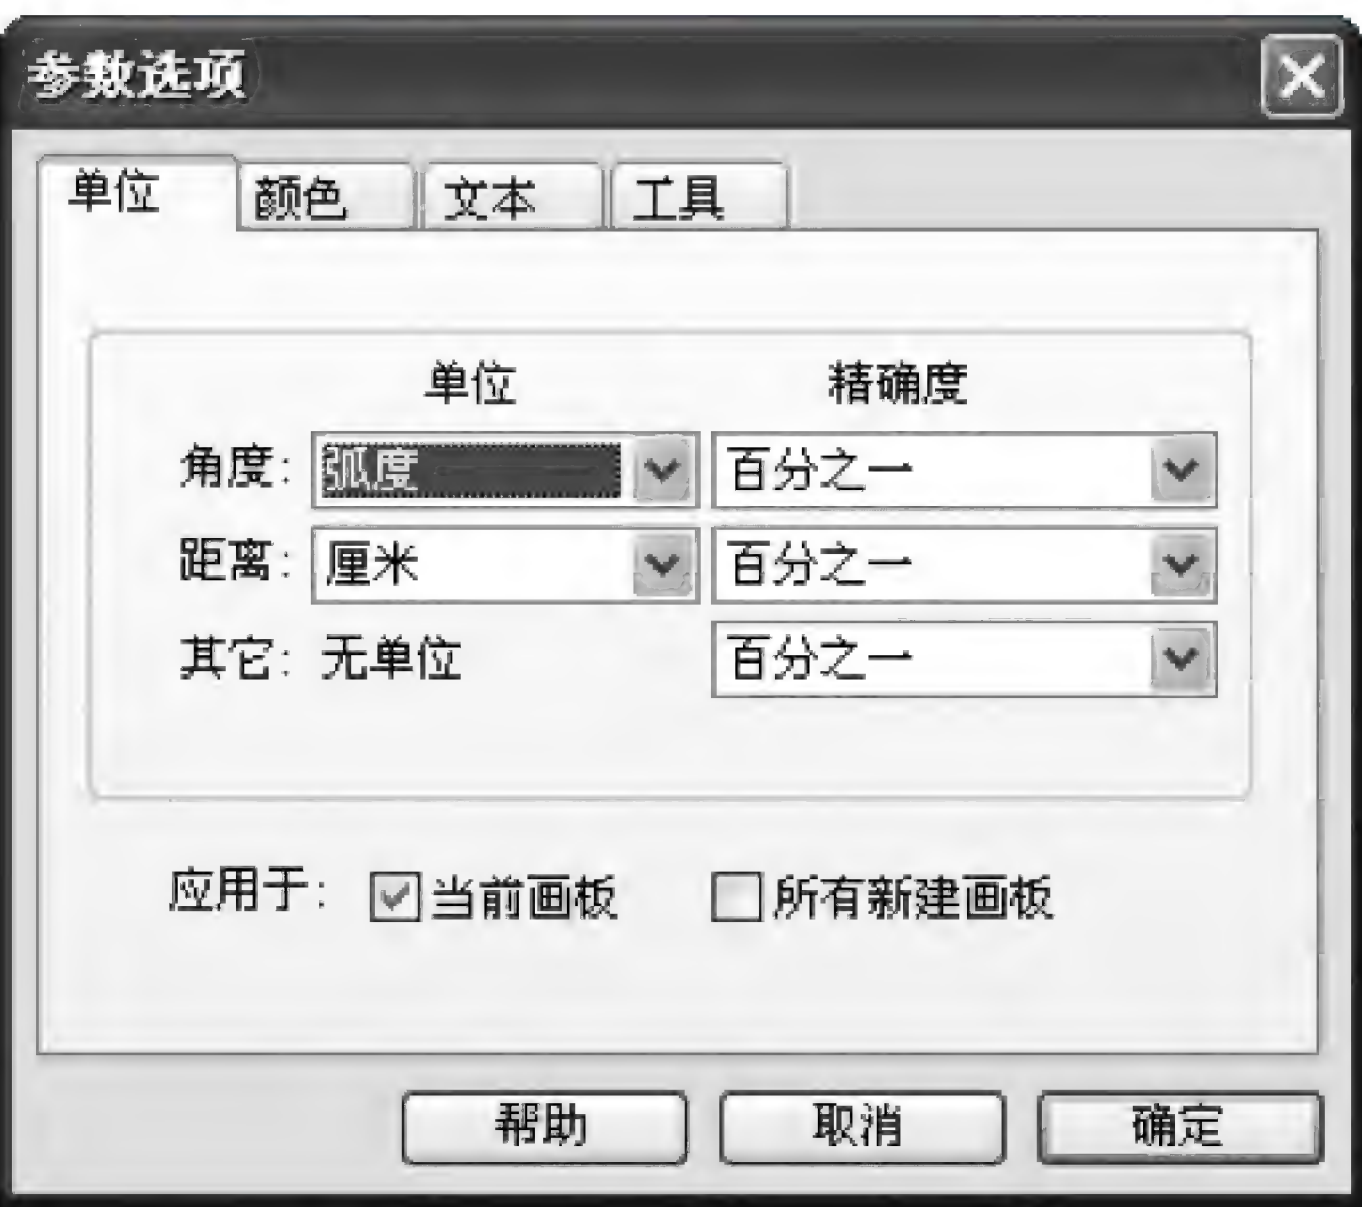 参数选项
单位 颜色 文本 工具
单位 精确度
角度: 弧度 百分之一
距离: 厘米 百分之一
其它: 无单位 百分之一
应用于: 当前画板 所有新建画板
帮助 取消 确定